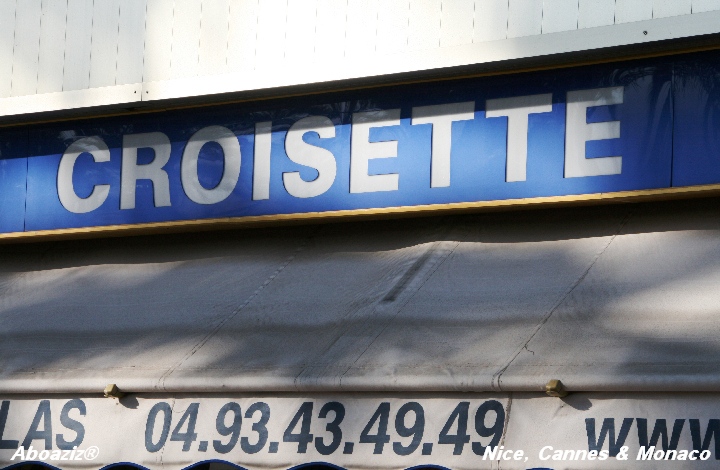 CROISETTE
LAS 04.93.43.49.49 WWW
Aboaziz® Nice, Cannes & Monaco